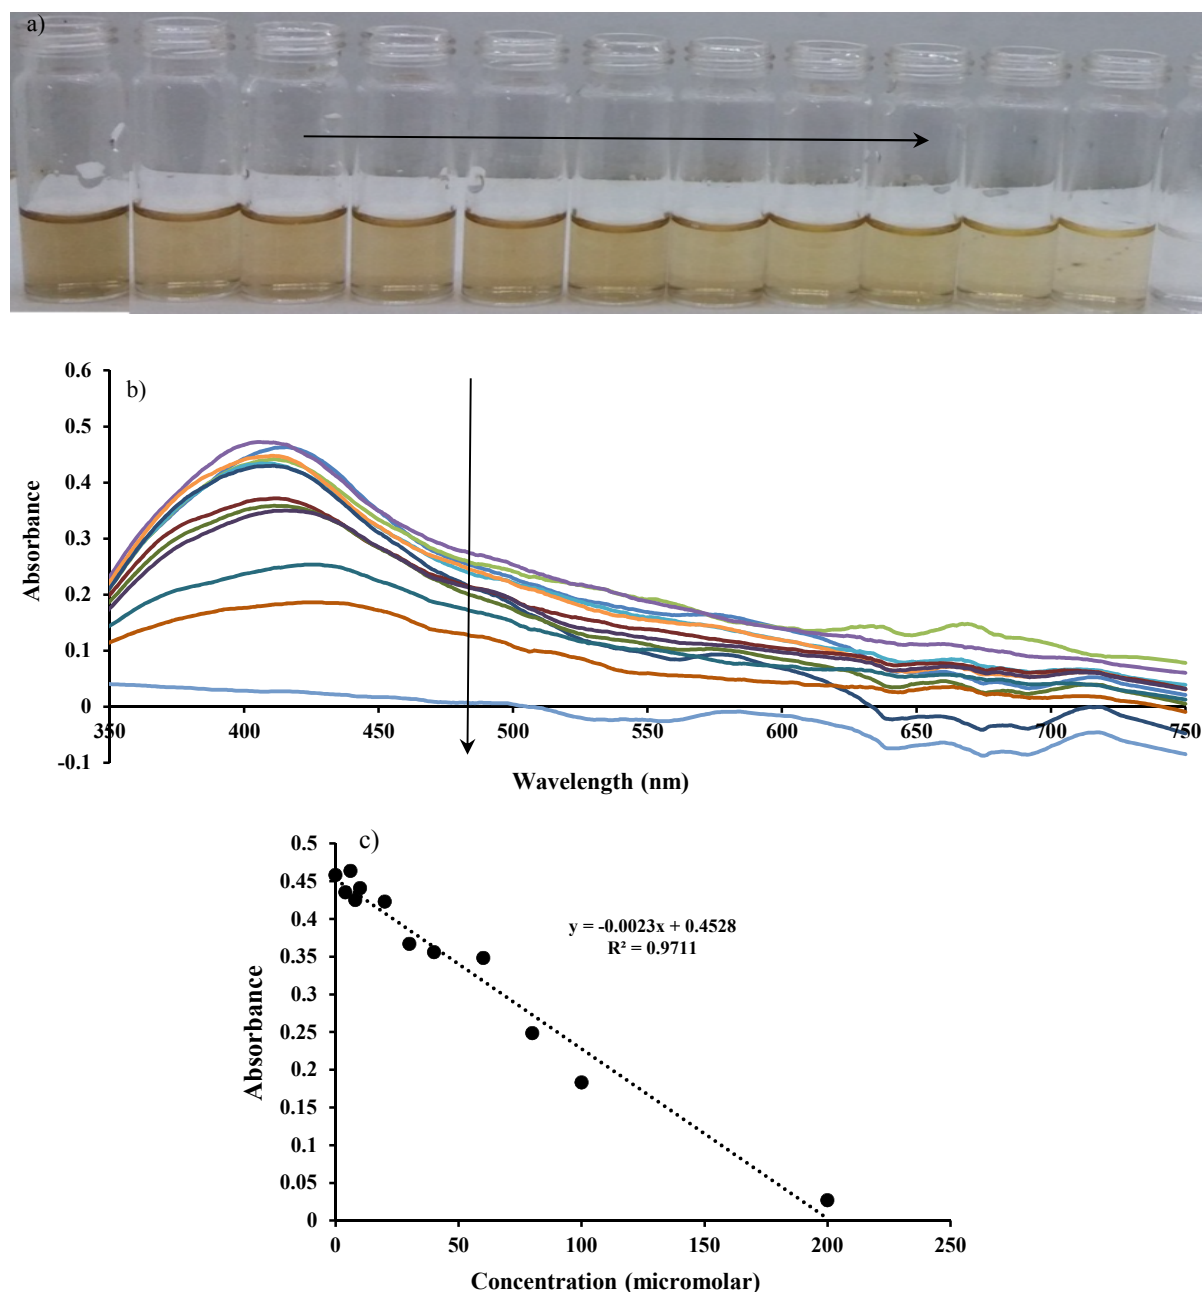 a)
b)
0.6
0.5
0.4
0.3
0.2
0.1
0
-0.1
Absorbance
350 400 450 500 550 600 650 700 750
Wavelength (nm)
c)
0.5
0.45
0.4
0.35
0.3
0.25
0.2
0.15
0.1
0.05
0
Absorbance
y = -0.0023x + 0.4528
R² = 0.9711
0 50 100 150 200 250
Concentration (micromolar)